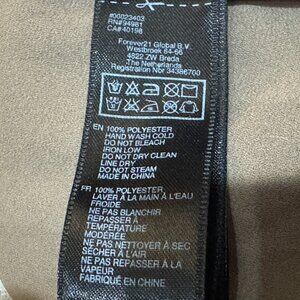 #00023403
RN#94981
CA#40198
Forever21 Global B.V.
Westbroek 64-66
4822 ZW Breda
The Netherlands
Registration Nbr 34386700
EN 100% POLYESTER
HAND WASH COLD
DO NOT BLEACH
IRON LOW
DO NOT DRY CLEAN
LINE DRY
DO NOT STEAM
MADE IN CHINA
FR 100% POLYESTER
LAVER À LA MAIN À L'EAU
FROIDE
NE PAS BLANCHIR
REPASSER À
TEMPÉRATURE
MODÉRÉE
NE PAS NETTOYER À SEC
SÉCHER À L'AIR
NE PAS REPASSER À LA
VAPEUR
FABRIQUÉ EN CHINE